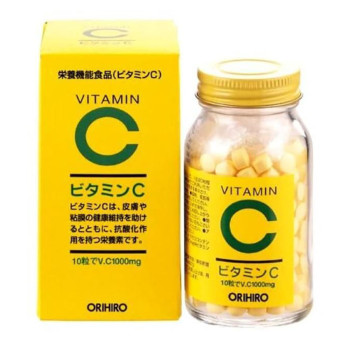 栄養機能食品(ビタミンC)
VITAMIN
C
ビタミンC
ビタミンCは、皮膚や
粘膜の健康維持を助け
るとともに、抗酸化作
用を持つ栄養素です。
10粒でV.C1000mg
ORIHIRO
VITAMIN
C
ビタミンC
10粒でV.C1000mg
ORIHIRO